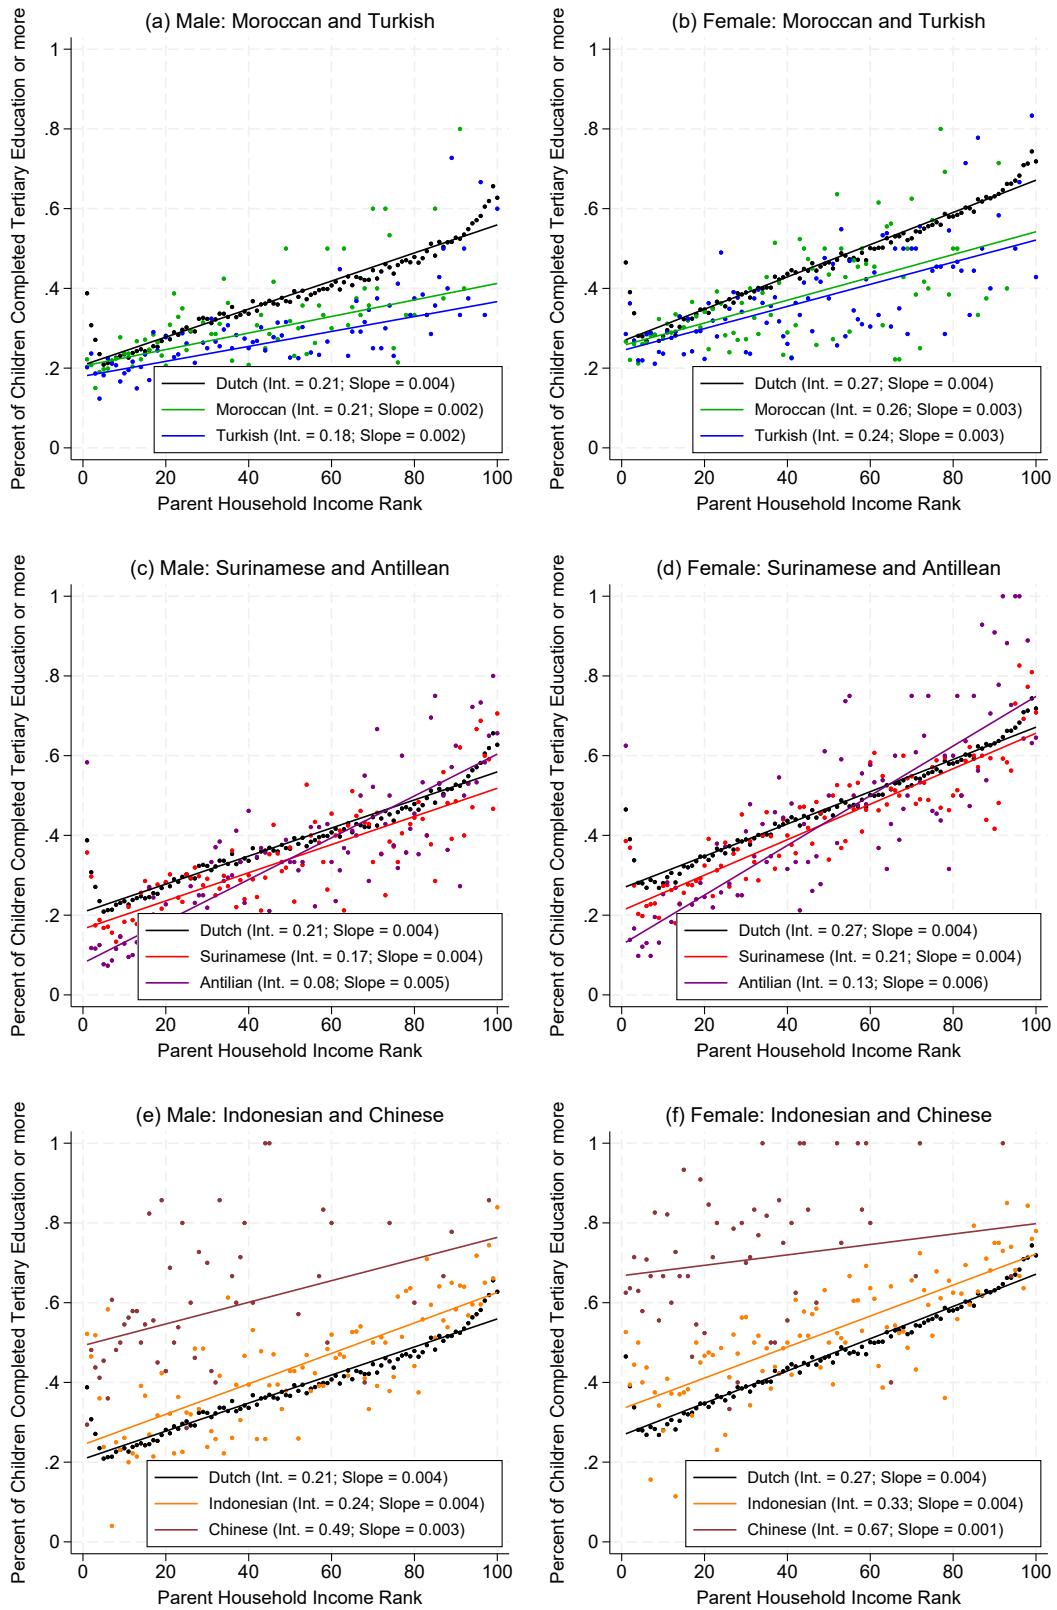 (a) Male: Moroccan and Turkish
Percent of Children Completed Tertiary Education or more
1
.8
.6
.4
.2
0
Dutch (Int. = 0.21; Slope = 0.004)
Moroccan (Int. = 0.21; Slope = 0.002)
Turkish (Int. = 0.18; Slope = 0.002)
0 20 40 60 80 100
Parent Household Income Rank
(b) Female: Moroccan and Turkish
Percent of Children Completed Tertiary Education or more
1
.8
.6
.4
.2
0
Dutch (Int. = 0.27; Slope = 0.004)
Moroccan (Int. = 0.26; Slope = 0.003)
Turkish (Int. = 0.24; Slope = 0.003)
0 20 40 60 80 100
Parent Household Income Rank
(c) Male: Surinamese and Antillean
Percent of Children Completed Tertiary Education or more
1
.8
.6
.4
.2
0
Dutch (Int. = 0.21; Slope = 0.004)
Surinamese (Int. = 0.17; Slope = 0.004)
Antilian (Int. = 0.08; Slope = 0.005)
0 20 40 60 80 100
Parent Household Income Rank
(d) Female: Surinamese and Antillean
Percent of Children Completed Tertiary Education or more
1
.8
.6
.4
.2
0
Dutch (Int. = 0.27; Slope = 0.004)
Surinamese (Int. = 0.21; Slope = 0.004)
Antilian (Int. = 0.13; Slope = 0.006)
0 20 40 60 80 100
Parent Household Income Rank
(e) Male: Indonesian and Chinese
Percent of Children Completed Tertiary Education or more
1
.8
.6
.4
.2
0
Dutch (Int. = 0.21; Slope = 0.004)
Indonesian (Int. = 0.24; Slope = 0.004)
Chinese (Int. = 0.49; Slope = 0.003)
0 20 40 60 80 100
Parent Household Income Rank
(f) Female: Indonesian and Chinese
Percent of Children Completed Tertiary Education or more
1
.8
.6
.4
.2
0
Dutch (Int. = 0.27; Slope = 0.004)
Indonesian (Int. = 0.33; Slope = 0.004)
Chinese (Int. = 0.67; Slope = 0.001)
0 20 40 60 80 100
Parent Household Income Rank